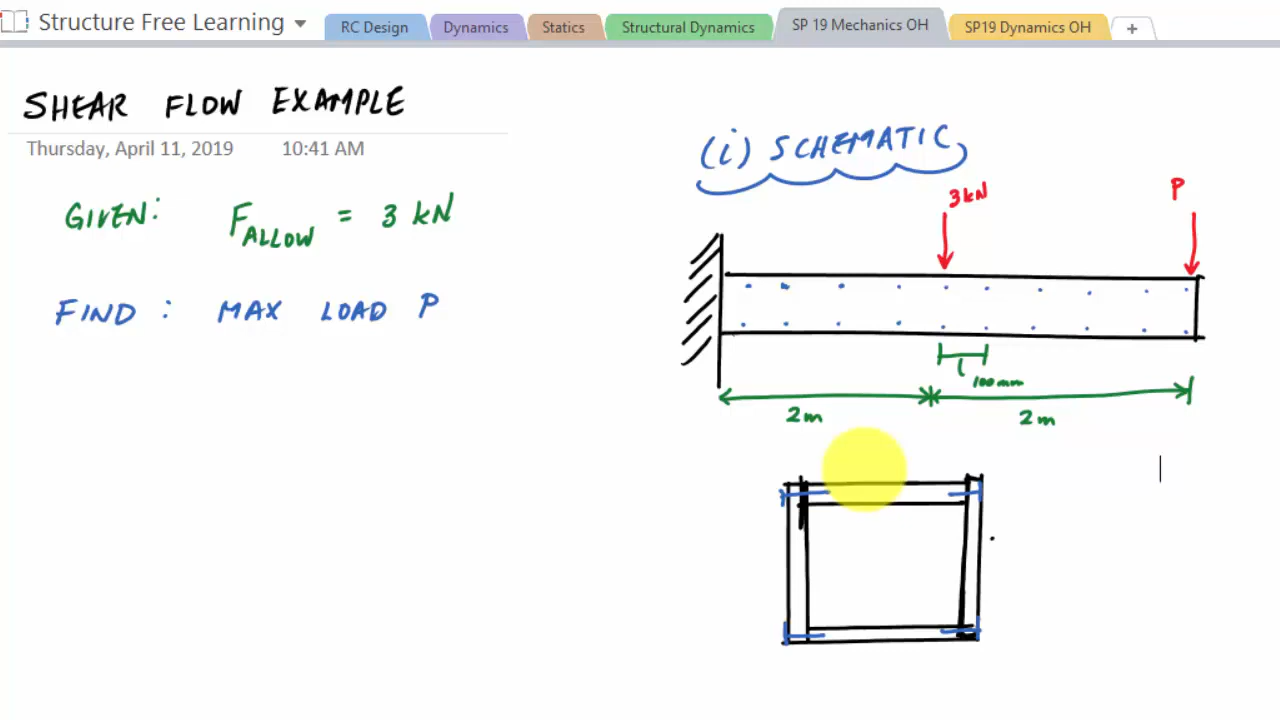 Structure Free Learning
RC Design
Dynamics
Statics
Structural Dynamics
SP 19 Mechanics OH
SP19 Dynamics OH
+
SHEAR FLOW EXAMPLE
Thursday, April 11, 2019 10:41 AM
GIVEN: FALLOW = 3 kN
FIND : MAX LOAD P
(i) SCHEMATIC
3kN
P
100mm
2m
2m